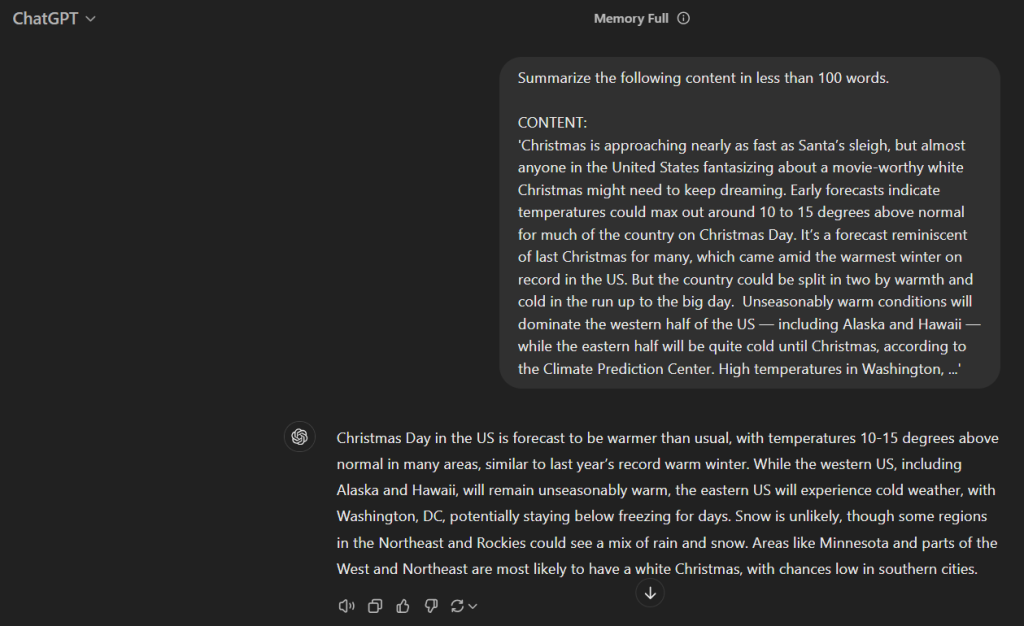 ChatGPT
Memory Full
Summarize the following content in less than 100 words.
CONTENT:
'Christmas is approaching nearly as fast as Santa’s sleigh, but almost
anyone in the United States fantasizing about a movie-worthy white
Christmas might need to keep dreaming. Early forecasts indicate
temperatures could max out around 10 to 15 degrees above normal
for much of the country on Christmas Day. It’s a forecast reminiscent
of last Christmas for many, which came amid the warmest winter on
record in the US. But the country could be split in two by warmth and
cold in the run up to the big day.  Unseasonably warm conditions will
dominate the western half of the US — including Alaska and Hawaii —
while the eastern half will be quite cold until Christmas, according to
the Climate Prediction Center. High temperatures in Washington, ...'
Christmas Day in the US is forecast to be warmer than usual, with temperatures 10-15 degrees above
normal in many areas, similar to last year’s record warm winter. While the western US, including
Alaska and Hawaii, will remain unseasonably warm, the eastern US will experience cold weather, with
Washington, DC, potentially staying below freezing for days. Snow is unlikely, though some regions
in the Northeast and Rockies could see a mix of rain and snow. Areas like Minnesota and parts of the
West and Northeast are most likely to have a white Christmas, with chances low in southern cities.